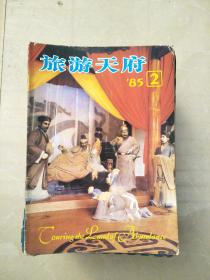 旅游天府
'85 2
Touring the Land of Abundance